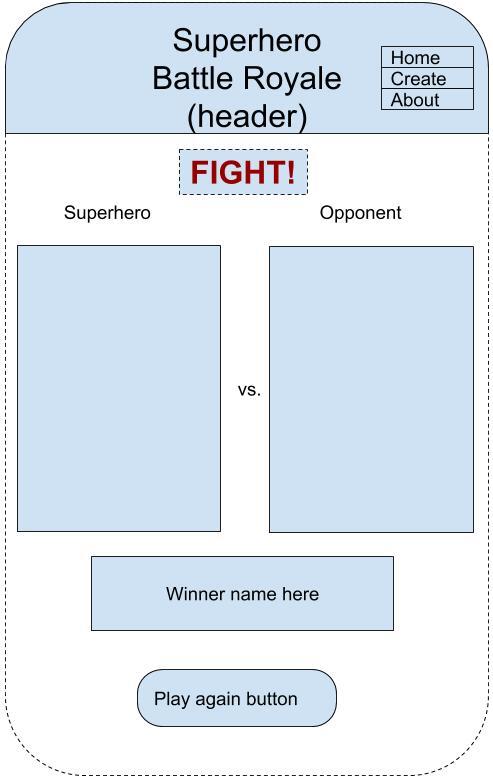 Superhero
Battle Royale
(header)
Home
Create
About
FIGHT!
Superhero
Opponent
vs.
Winner name here
Play again button